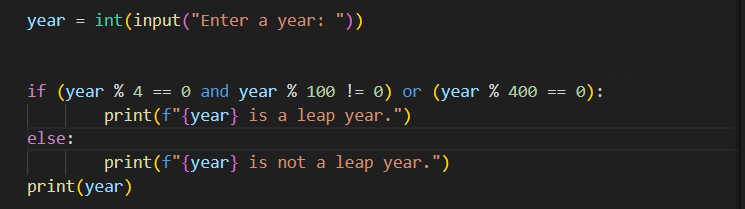 year = int(input("Enter a year: "))
if (year % 4 == 0 and year % 100 != 0) or (year % 400 == 0):
        print(f"{year} is a leap year.")
else:
        print(f"{year} is not a leap year.")
print(year)